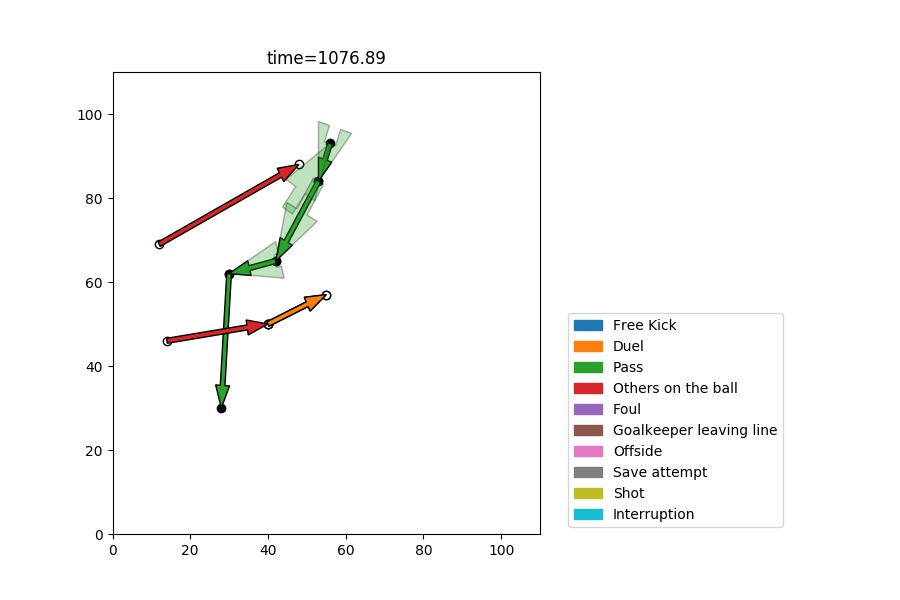 time=1076.89
100
80
60
40
20
0
0 20 40 60 80 100
Free Kick
Duel
Pass
Others on the ball
Foul
Goalkeeper leaving line
Offside
Save attempt
Shot
Interruption